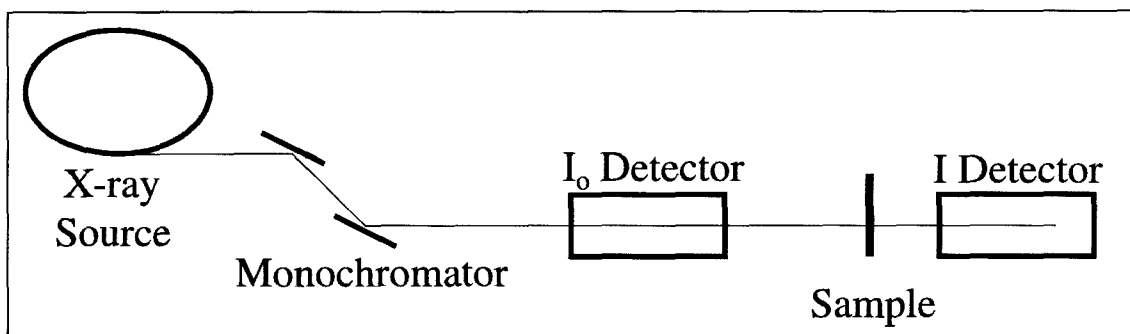 X-ray
Source
Monochromator
I₀ Detector
Sample
I Detector